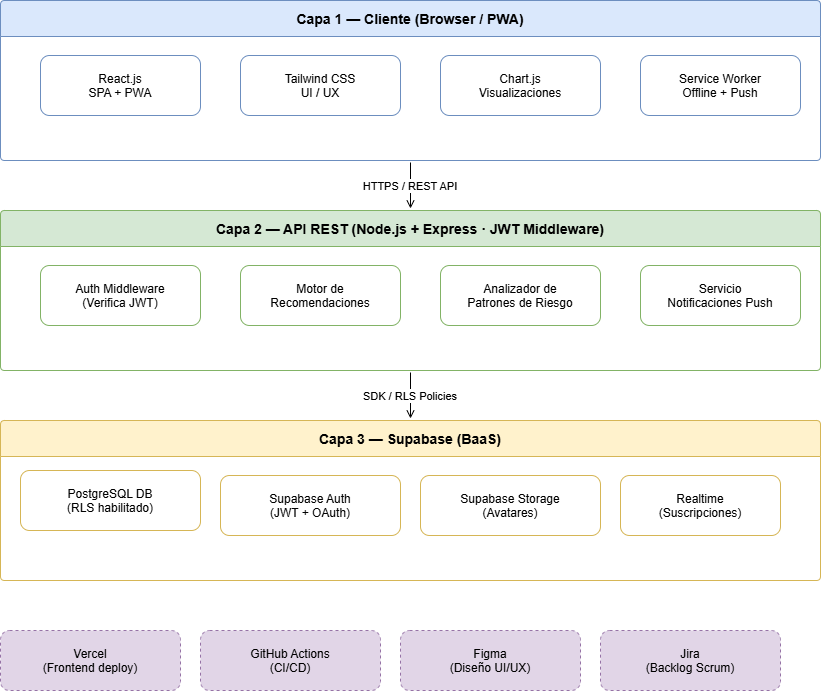 Capa 1 — Cliente (Browser / PWA)
React.js
SPA + PWA
Tailwind CSS
UI / UX
Chart.js
Visualizaciones
Service Worker
Offline + Push
HTTPS / REST API
Capa 2 — API REST (Node.js + Express · JWT Middleware)
Auth Middleware
(Verifica JWT)
Motor de
Recomendaciones
Analizador de
Patrones de Riesgo
Servicio
Notificaciones Push
SDK / RLS Policies
Capa 3 — Supabase (BaaS)
PostgreSQL DB
(RLS habilitado)
Supabase Auth
(JWT + OAuth)
Supabase Storage
(Avatares)
Realtime
(Suscripciones)
Vercel
(Frontend deploy)
GitHub Actions
(CI/CD)
Figma
(Diseño UI/UX)
Jira
(Backlog Scrum)